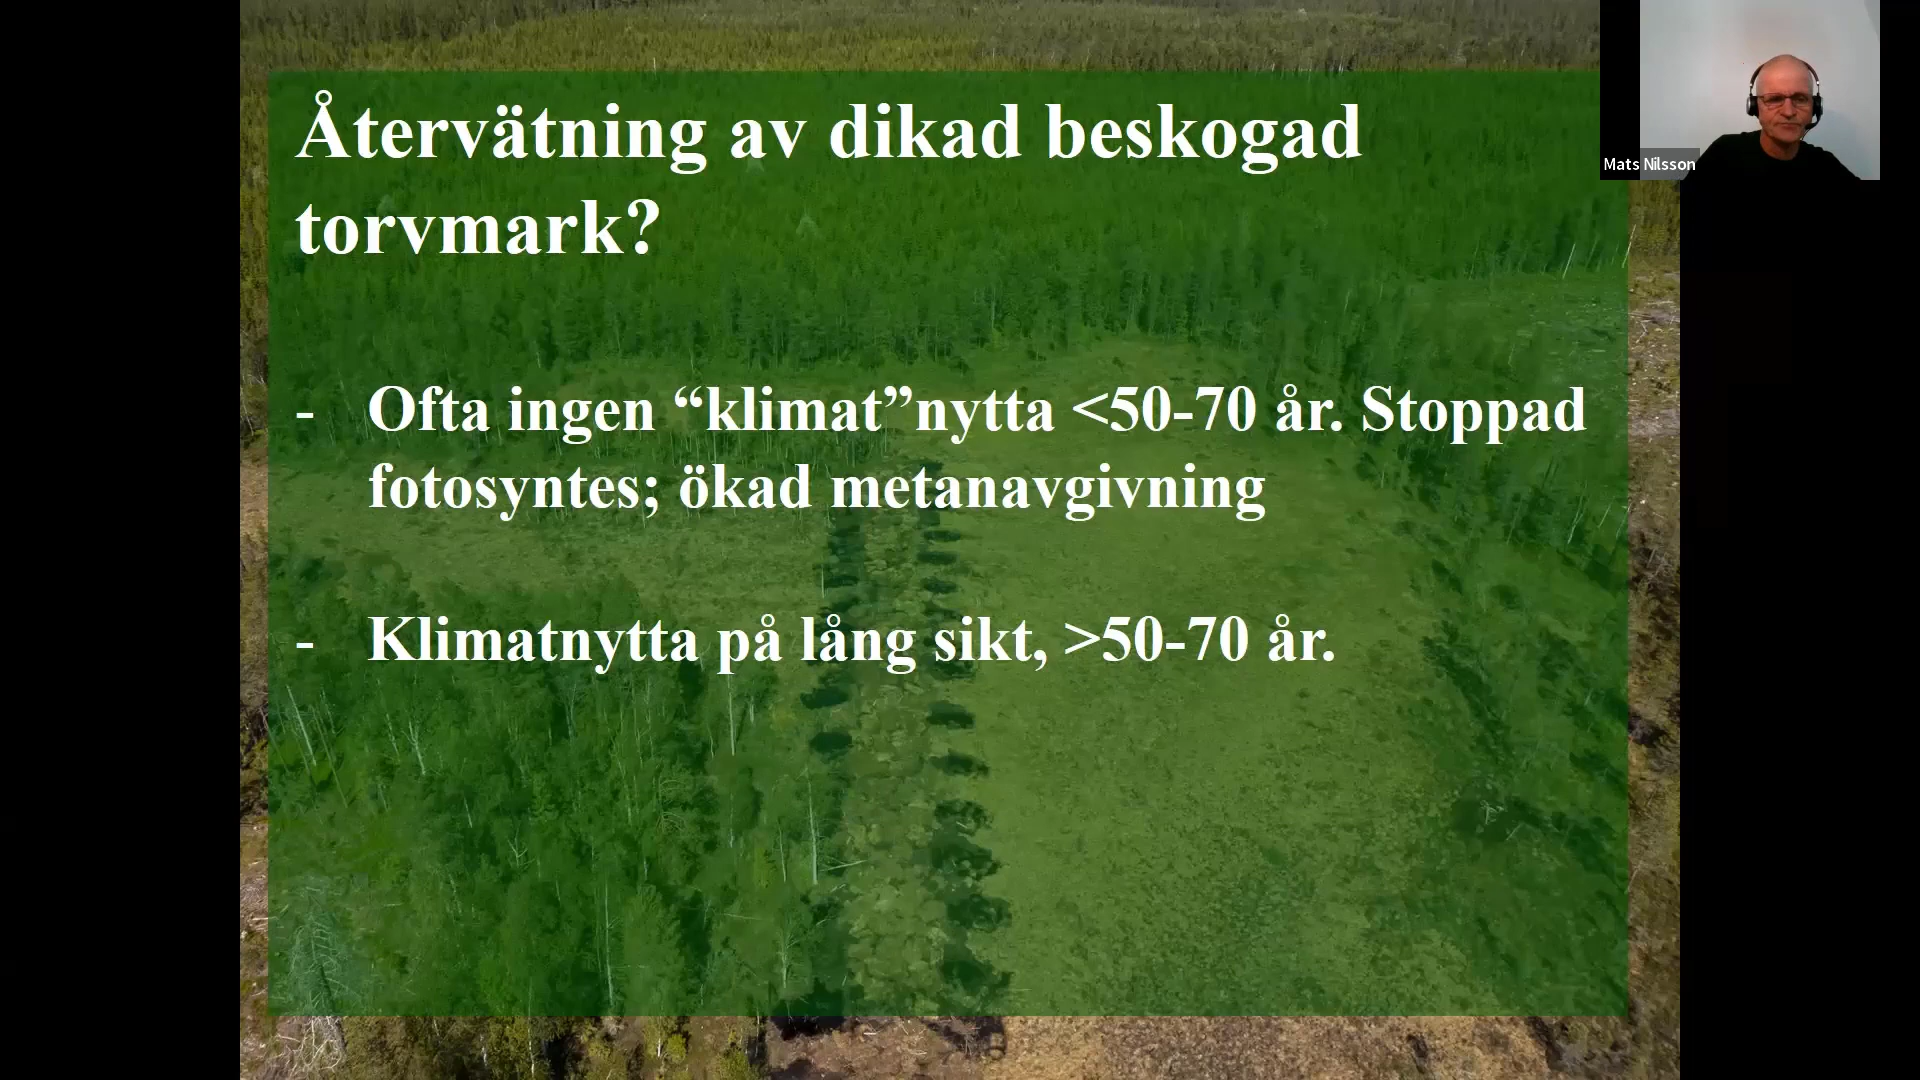 Återvätning av dikad beskogad
torvmark?
- Ofta ingen “klimat”nytta <50-70 år. Stoppad
fotosyntes; ökad metanavgivning
- Klimatnytta på lång sikt, >50-70 år.
Mats Nilsson